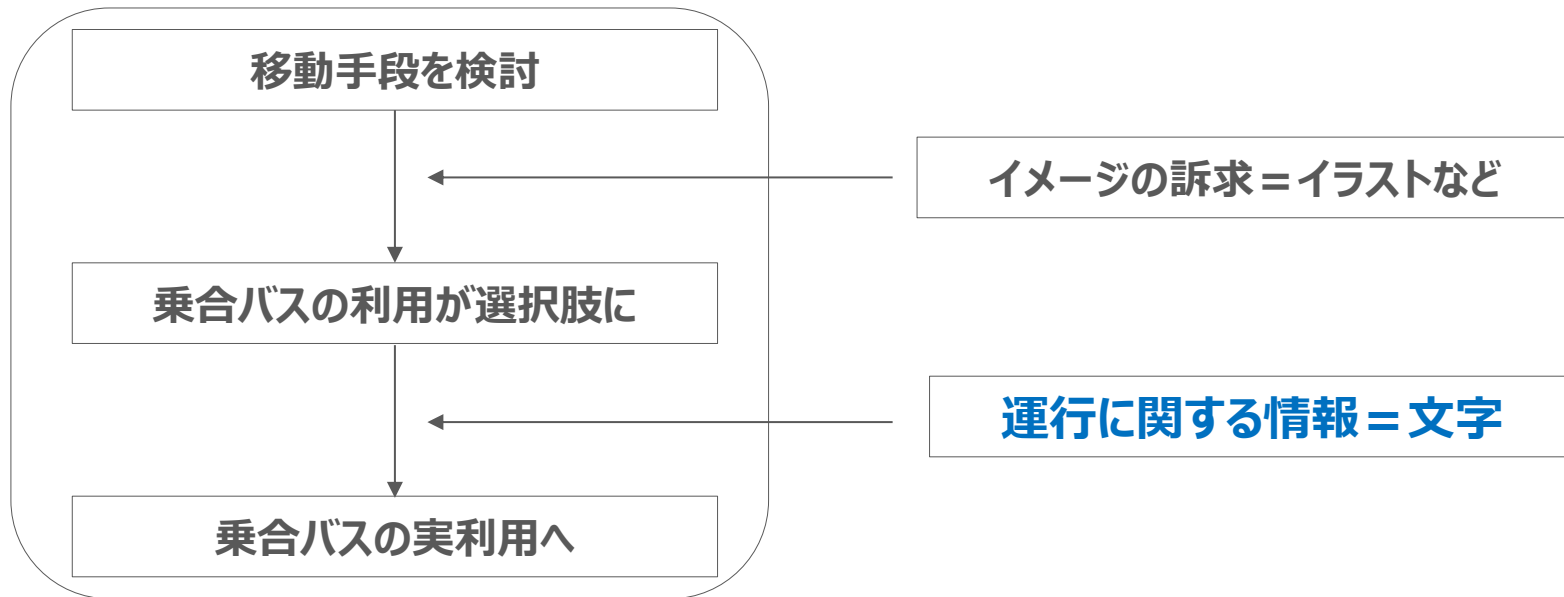 移動手段を検討
イメージの訴求＝イラストなど
乗合バスの利用が選択肢に
運行に関する情報＝文字
乗合バスの実利用へ